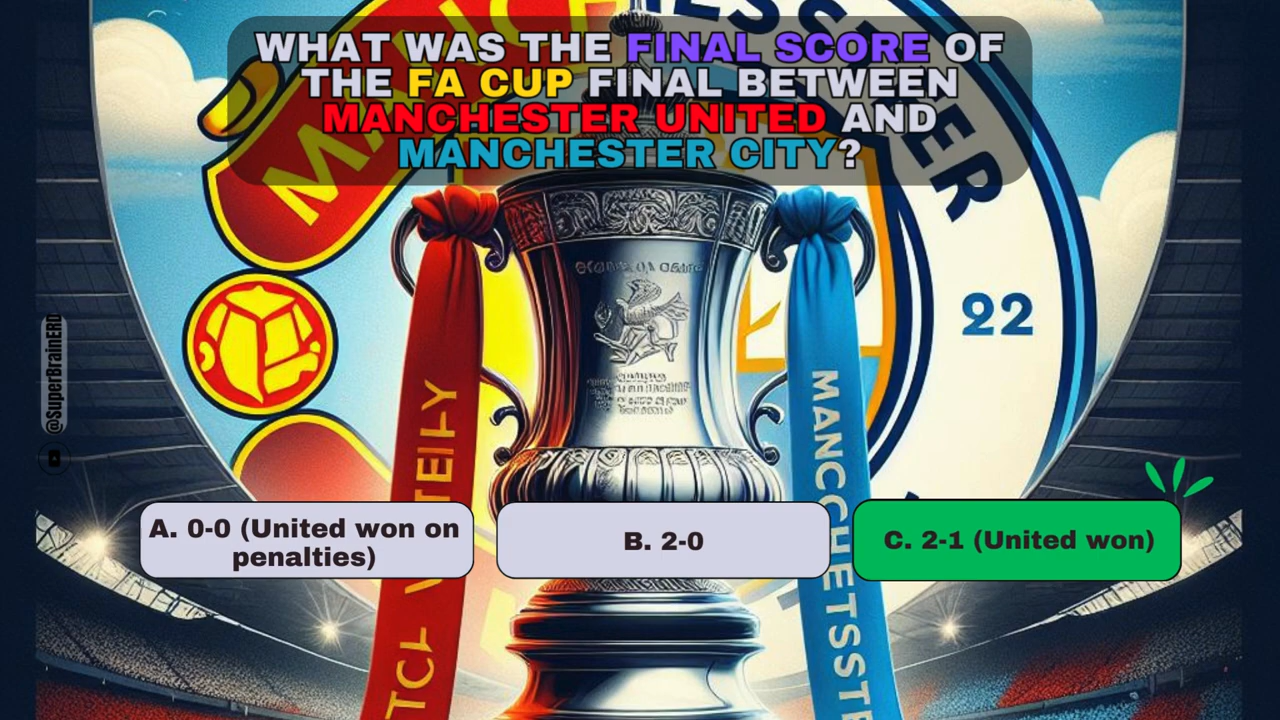 WHAT WAS THE FINAL SCORE OF
THE FA CUP FINAL BETWEEN
MANCHESTER UNITED AND
MANCHESTER CITY?
22
@SuperBrainERD
A. 0-0 (United won on
penalties)
B. 2-0
C. 2-1 (United won)